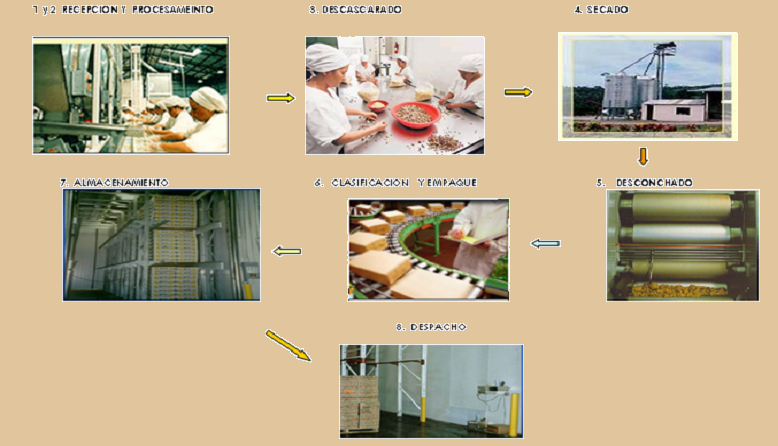 1 y 2 RECEPCION Y PROCESAMEINTO
3. DESCASCARADO
4. SECADO
5. DESCONCHADO
6. CLASIFICACION Y EMPAQUE
7. ALMACENAMIENTO
8. DESPACHO